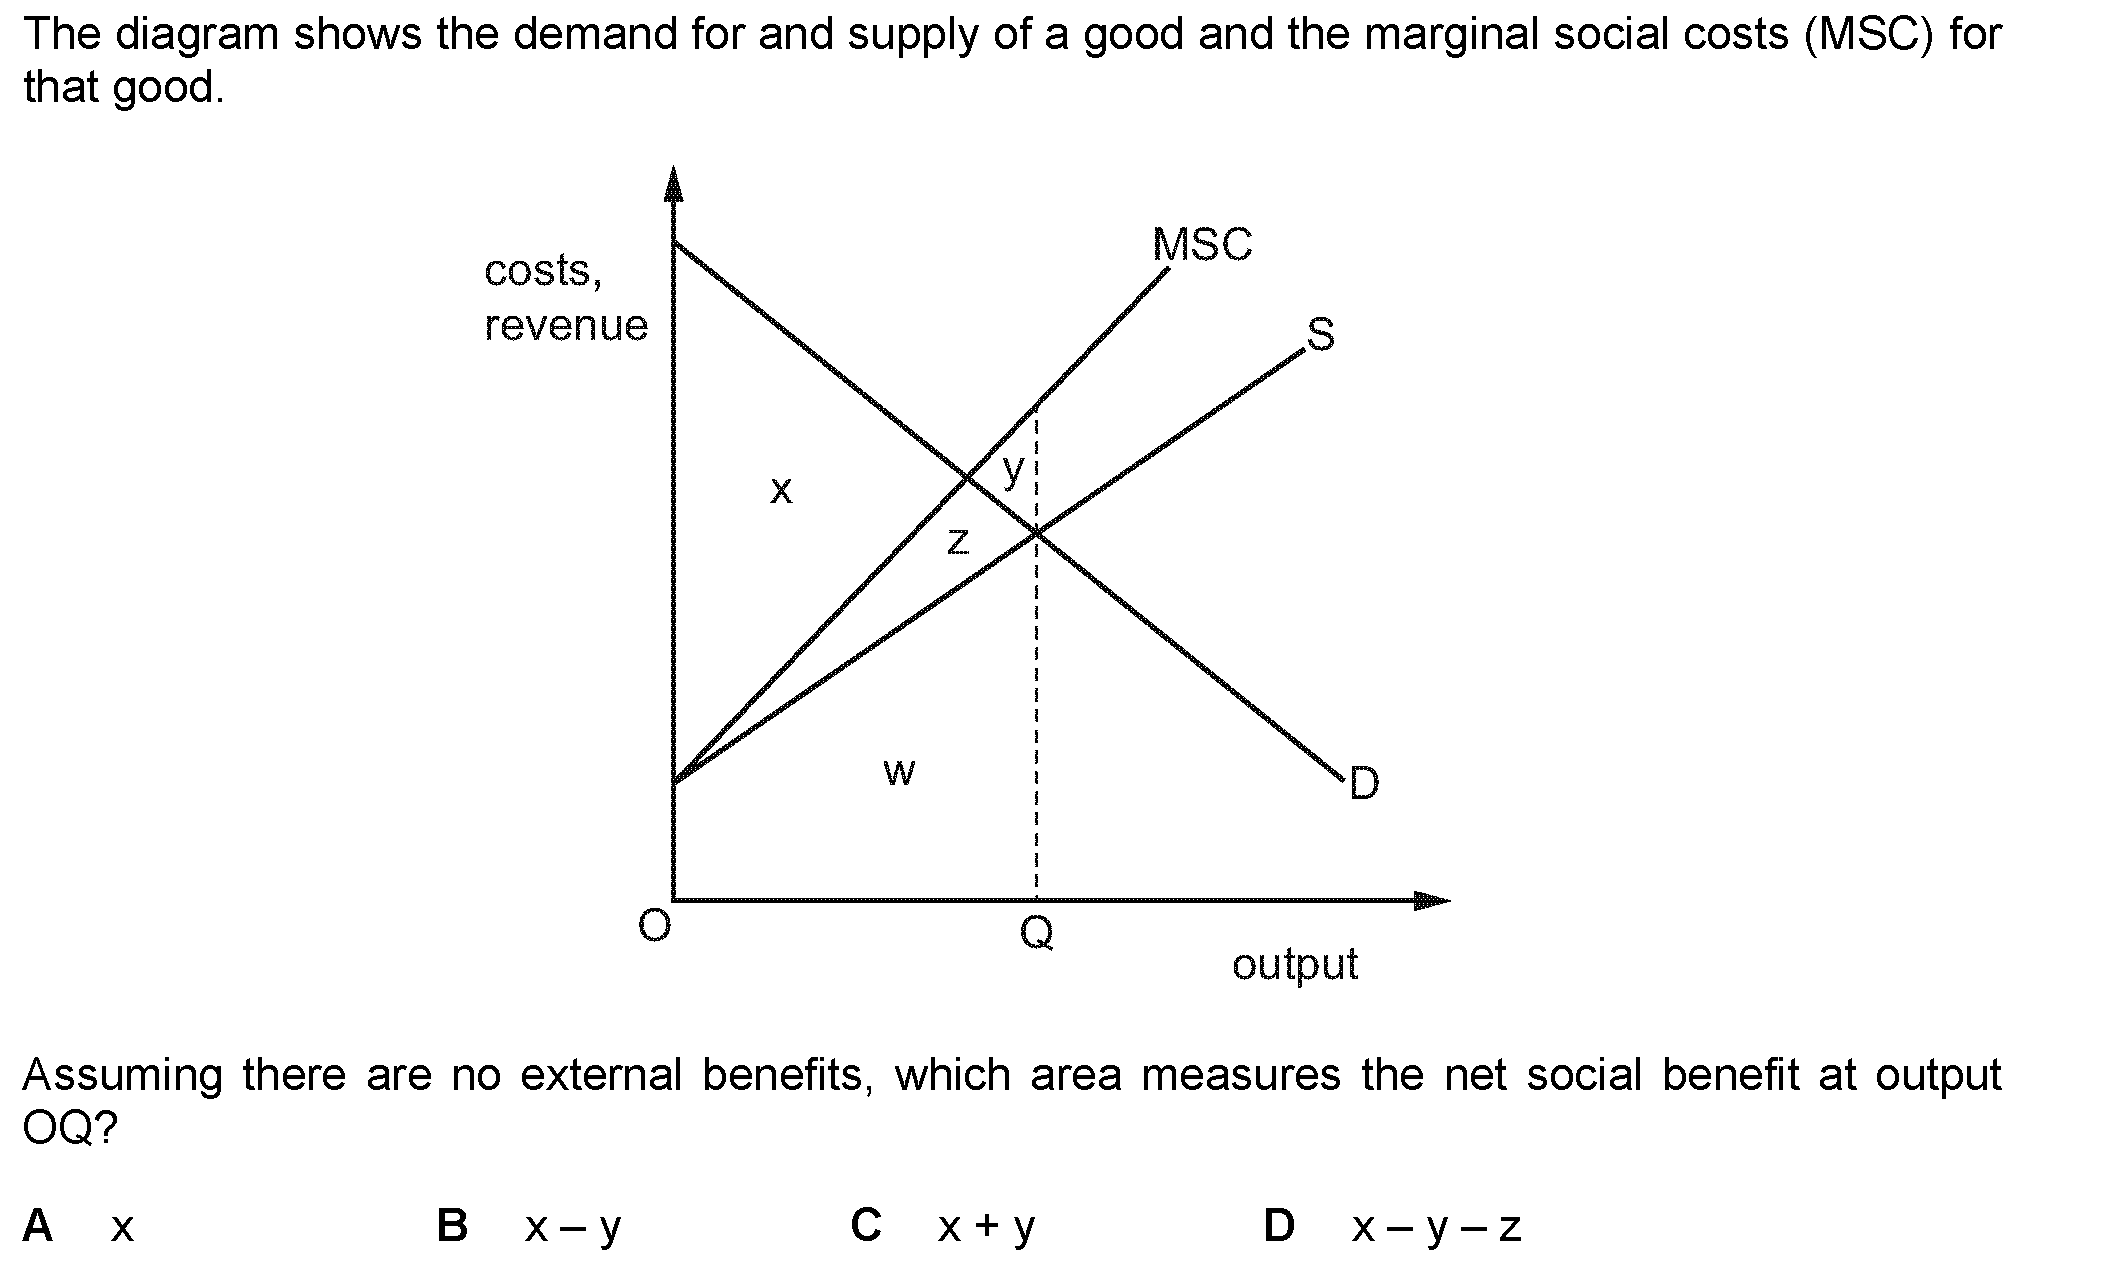 The diagram shows the demand for and supply of a good and the marginal social costs (MSC) for
that good.
MSC
costs,
revenue
S
y
x
z
w
D
O
Q
output
Assuming there are no external benefits, which area measures the net social benefit at output
OQ?
A x B x – y C x + y D x – y – z